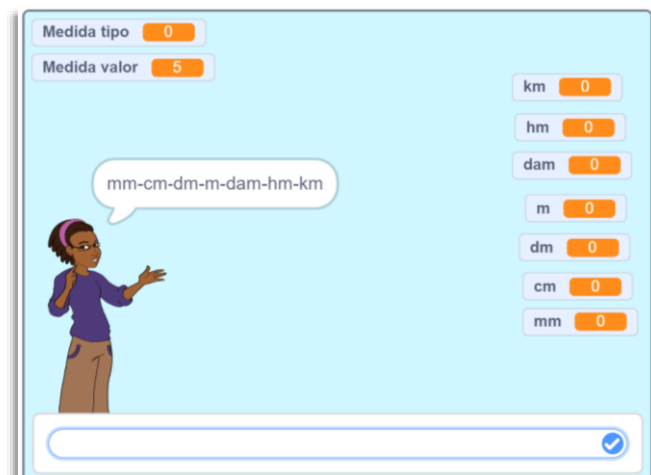 Medida tipo 0
Medida valor 5
km 0
hm 0
dam 0
mm-cm-dm-m-dam-hm-km
m 0
dm 0
cm 0
mm 0